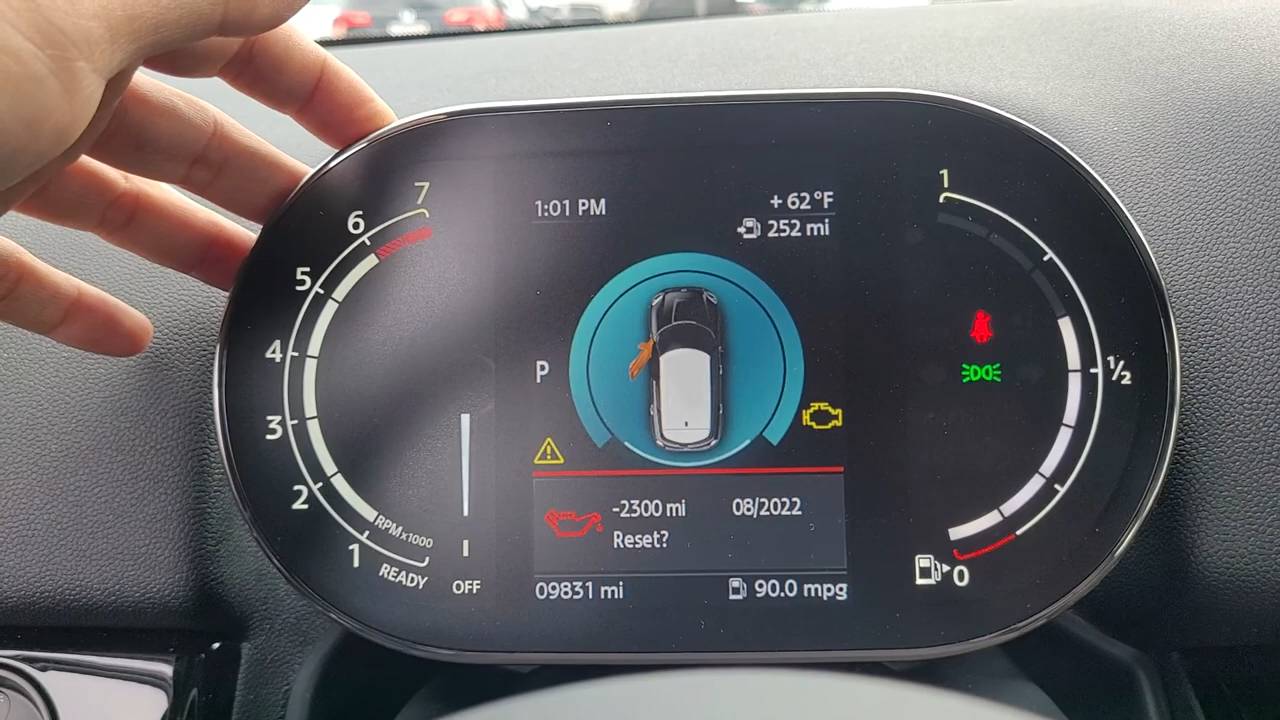 1:01 PM
+ 62 °F
252 mi
7
6
5
4
3
2
1
RPM x1000
READY
OFF
P
-2300 mi 08/2022
Reset?
09831 mi
90.0 mpg
1
1/2
0